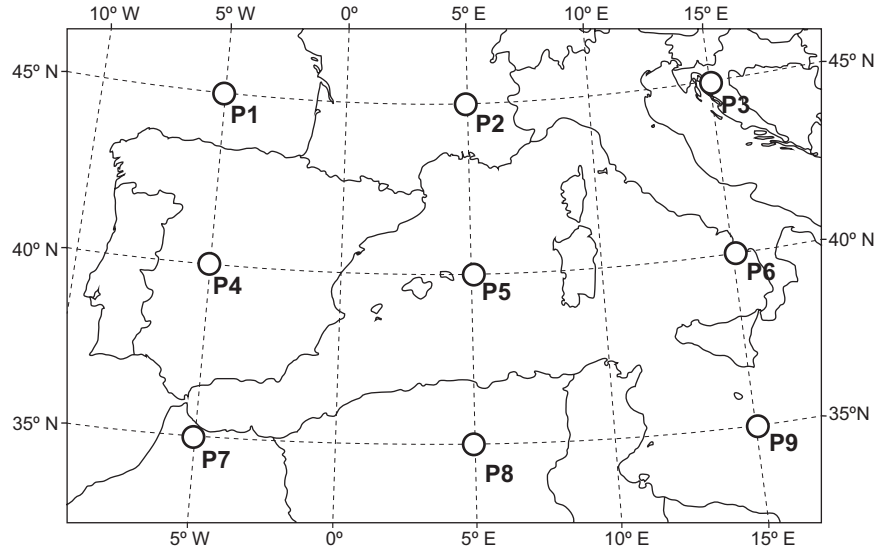 10º W 5º W 0º 5º E 10º E 15º E
45º N 45º N
P1 P2 P3
40º N 40º N
P4 P5 P6
35º N 35ºN
P7 P8 P9
5º W 0º 5º E 10º E 15º E